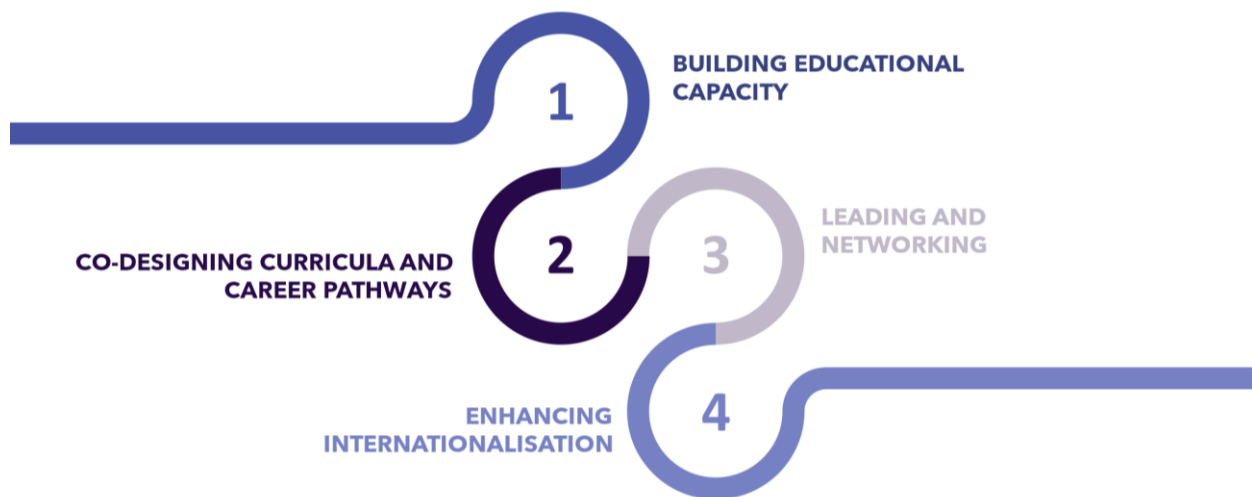 1
BUILDING EDUCATIONAL
CAPACITY
2
CO-DESIGNING CURRICULA AND
CAREER PATHWAYS
3
LEADING AND
NETWORKING
4
ENHANCING
INTERNATIONALISATION